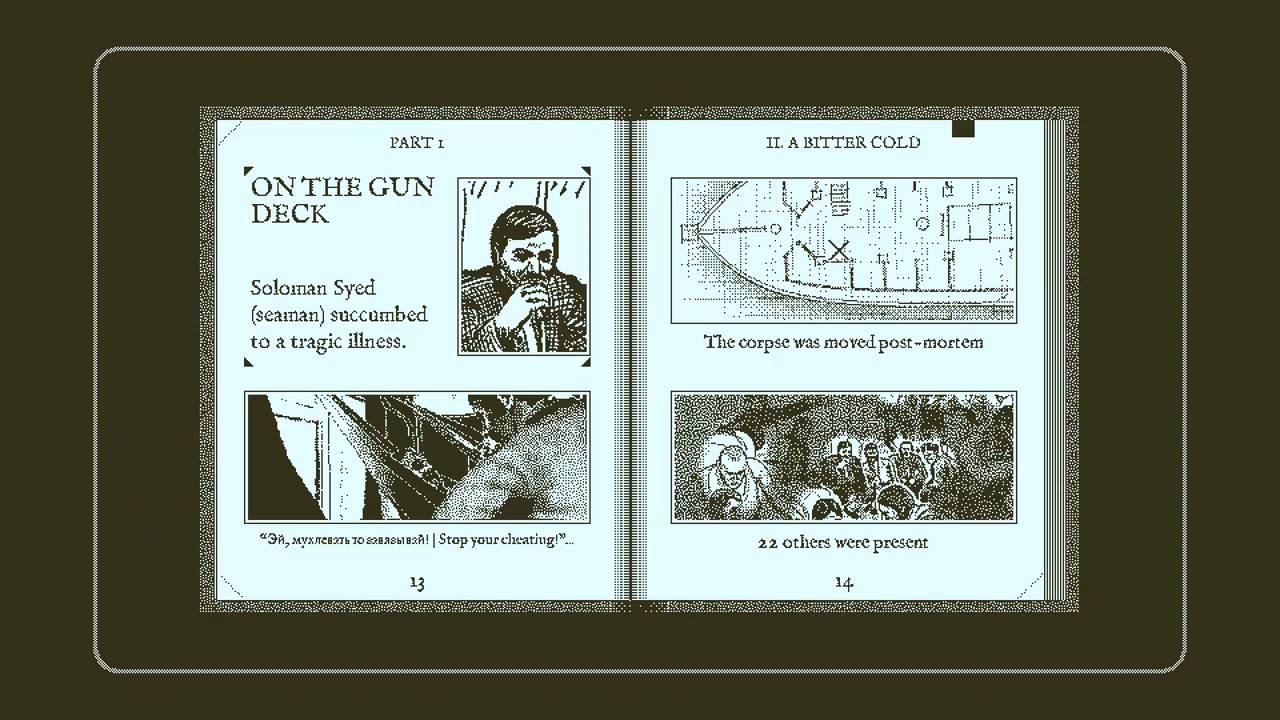 PART 1
ON THE GUN
DECK
Soloman Syed
(seaman) succumbed
to a tragic illness.
“Эй, мухлевать то завязывай! | Stop your cheating!”...
13
II. A BITTER COLD
The corpse was moved post-mortem
22 others were present
14